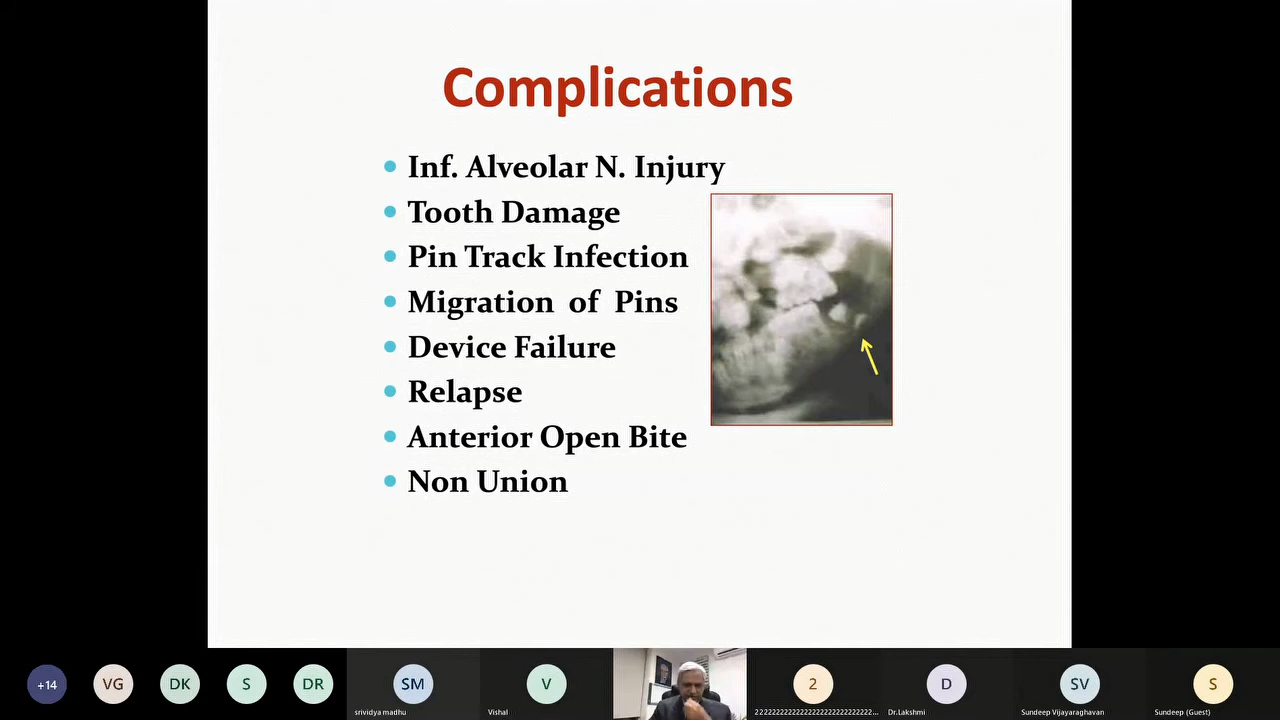 Complications
Inf. Alveolar N. Injury
Tooth Damage
Pin Track Infection
Migration of Pins
Device Failure
Relapse
Anterior Open Bite
Non Union
+14
VG
DK
S
DR
SM
V
2
D
SV
S
srividya madhu
Vishal
Dr.Lakshmi
Sundeep Vijayaraghavan
Sundeep (Guest)